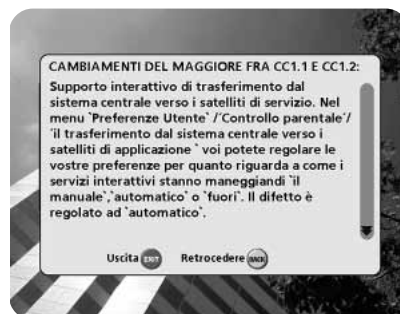 CAMBIAMENTI DEL MAGGIORE FRA CC1.1 E CC1.2:
Supporto interattivo di trasferimento dal
sistema centrale verso i satelliti di servizio. Nel
menu `Preferenze Utente` /´Controllo parentale´/
´il trasferimento dal sistema centrale verso i
satelliti di applicazione ` voi potete regolare le
vostre preferenze per quanto riguarda a come i
servizi interattivi stanno maneggiandi `il
manuale`,`automatico` o `fuori`. Il difetto è
regolato ad `automatico`.
Uscita EXIT Retrocedere BACK